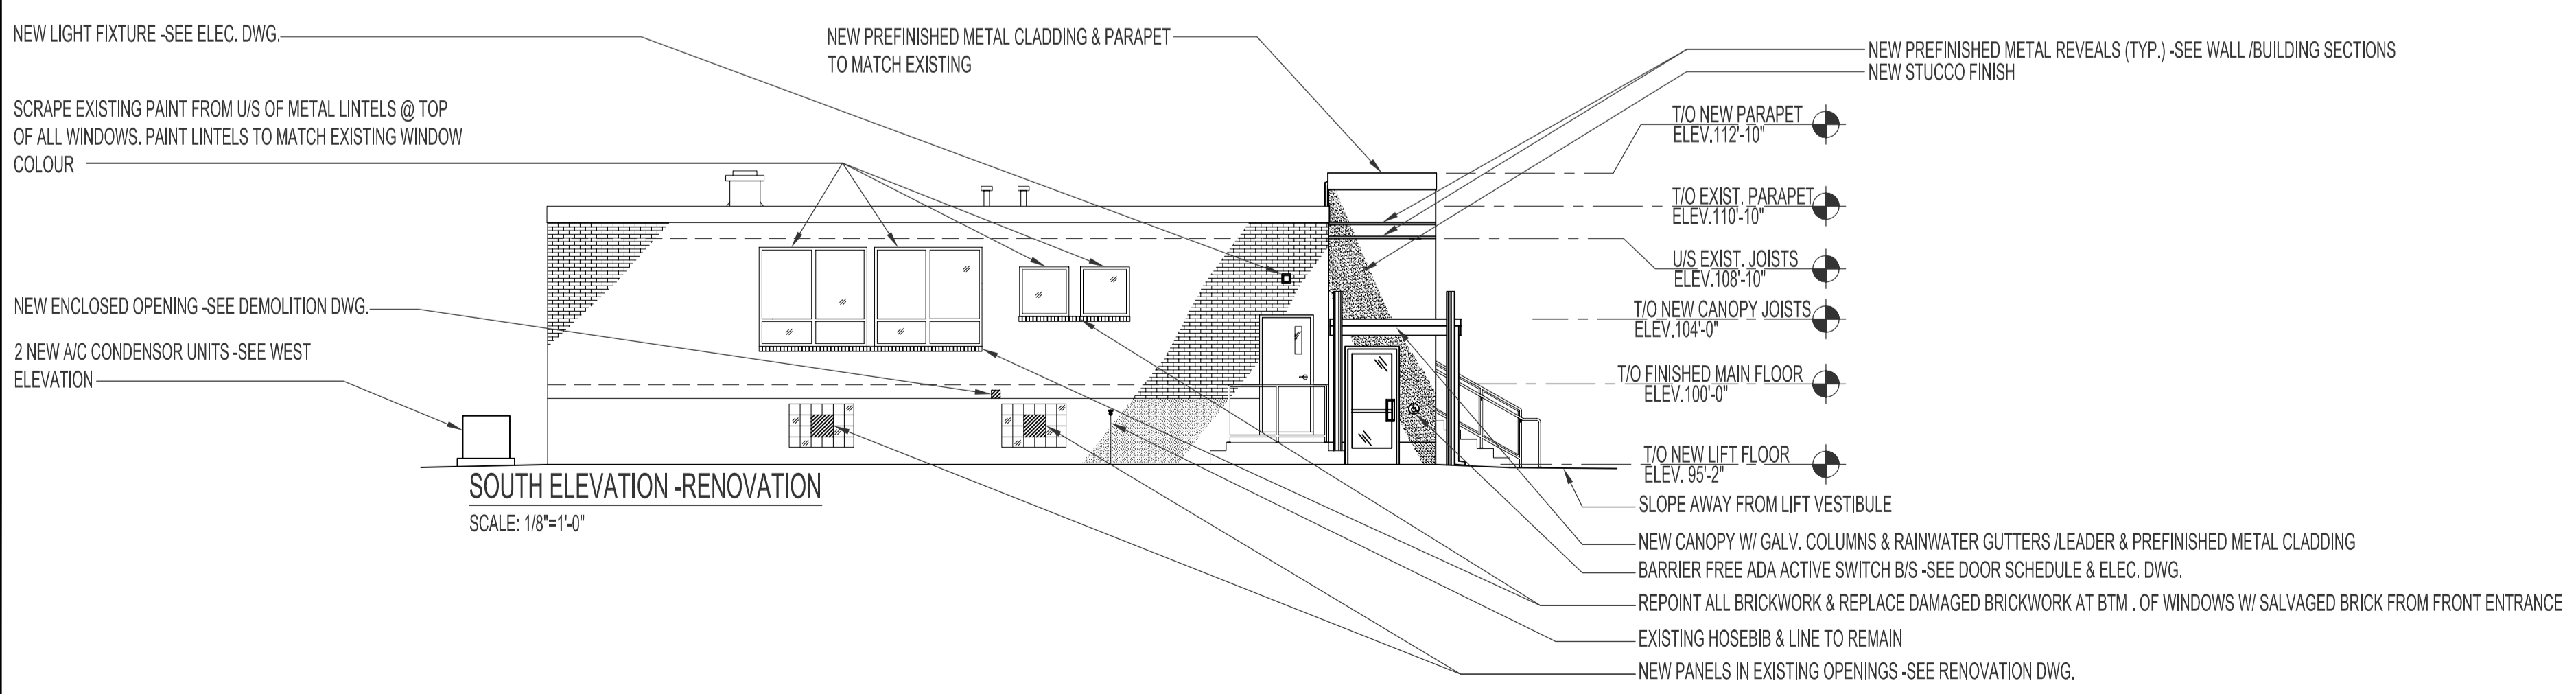 NEW LIGHT FIXTURE -SEE ELEC. DWG.
SCRAPE EXISTING PAINT FROM U/S OF METAL LINTELS @ TOP
OF ALL WINDOWS. PAINT LINTELS TO MATCH EXISTING WINDOW
COLOUR
NEW ENCLOSED OPENING -SEE DEMOLITION DWG.
2 NEW A/C CONDENSOR UNITS -SEE WEST
ELEVATION
NEW PREFINISHED METAL CLADDING & PARAPET
TO MATCH EXISTING
NEW PREFINISHED METAL REVEALS (TYP.) -SEE WALL /BUILDING SECTIONS
NEW STUCCO FINISH
T/O NEW PARAPET
ELEV.112'-10"
T/O EXIST. PARAPET
ELEV.110'-10"
U/S EXIST. JOISTS
ELEV.108'-10"
T/O NEW CANOPY JOISTS
ELEV.104'-0"
T/O FINISHED MAIN FLOOR
ELEV.100'-0"
T/O NEW LIFT FLOOR
ELEV. 95'-2"
SLOPE AWAY FROM LIFT VESTIBULE
NEW CANOPY W/ GALV. COLUMNS & RAINWATER GUTTERS /LEADER & PREFINISHED METAL CLADDING
BARRIER FREE ADA ACTIVE SWITCH B/S -SEE DOOR SCHEDULE & ELEC. DWG.
REPOINT ALL BRICKWORK & REPLACE DAMAGED BRICKWORK AT BTM . OF WINDOWS W/ SALVAGED BRICK FROM FRONT ENTRANCE
EXISTING HOSEBIB & LINE TO REMAIN
NEW PANELS IN EXISTING OPENINGS -SEE RENOVATION DWG.
SOUTH ELEVATION -RENOVATION
SCALE: 1/8"=1'-0"